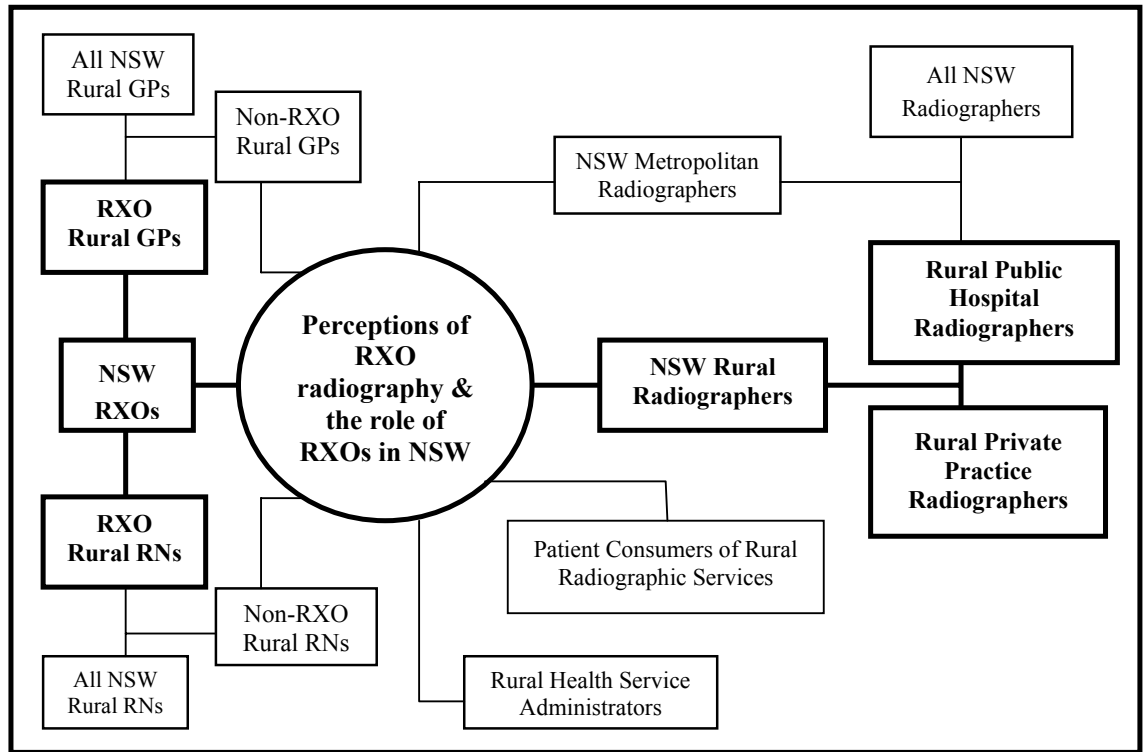 All NSW
Rural GPs
Non-RXO
Rural GPs
All NSW
Radiographers
NSW Metropolitan
Radiographers
RXO
Rural GPs
Rural Public
Hospital
Radiographers
Perceptions of
RXO
radiography &
the role of
RXOs in NSW
NSW
RXOs
NSW Rural
Radiographers
Rural Private
Practice
Radiographers
RXO
Rural RNs
Patient Consumers of Rural
Radiographic Services
Non-RXO
Rural RNs
All NSW
Rural RNs
Rural Health Service
Administrators